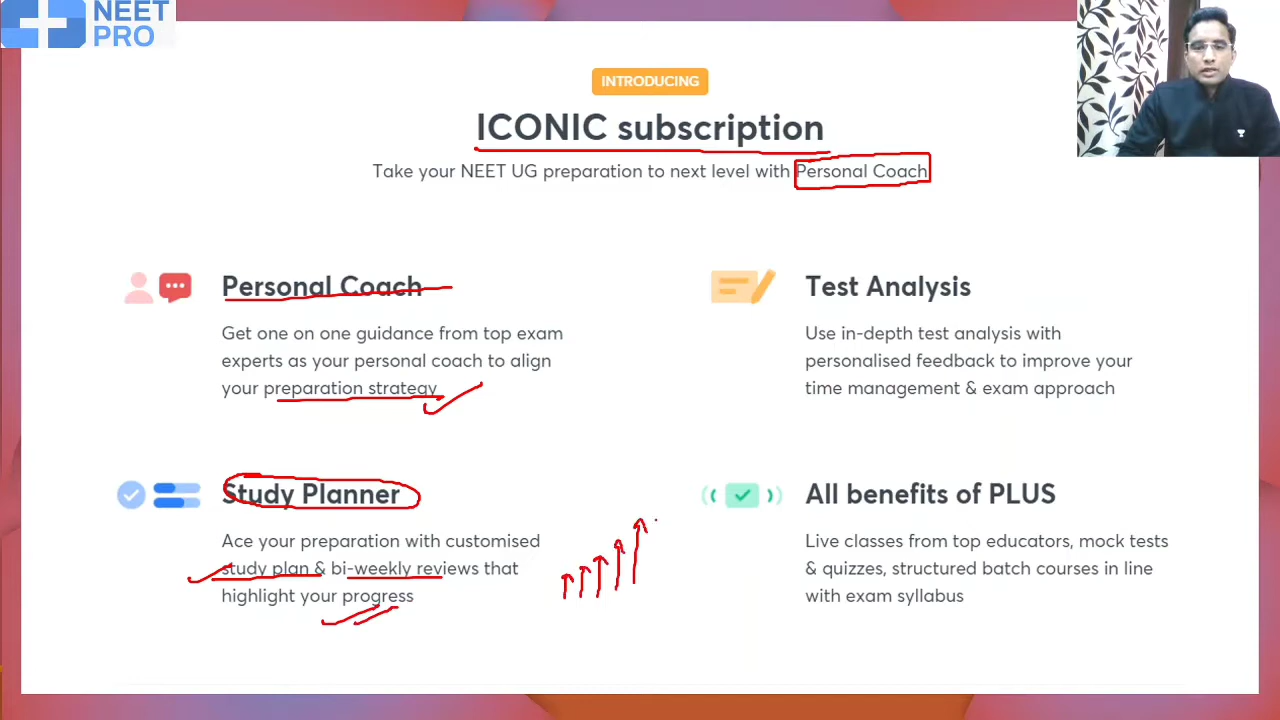 NEET
PRO
INTRODUCING
ICONIC subscription
Take your NEET UG preparation to next level with Personal Coach
Personal Coach
Get one on one guidance from top exam
experts as your personal coach to align
your preparation strategy
Test Analysis
Use in-depth test analysis with
personalised feedback to improve your
time management & exam approach
Study Planner
Ace your preparation with customised
study plan & bi-weekly reviews that
highlight your progress
All benefits of PLUS
Live classes from top educators, mock tests
& quizzes, structured batch courses in line
with exam syllabus